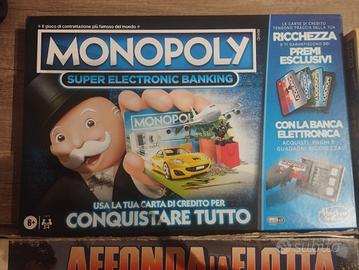 Il gioco di contrattazione più famoso del mondo
MONOPOLY
SUPER ELECTRONIC BANKING
LE CARTE DI CREDITO
TENGONO TRACCIA DELLA TUA
RICCHEZZA
E TI GARANTISCONO DEI
PREMI
ESCLUSIVI
MONOPOLY
CON LA BANCA
ELETTRONICA
ACQUISTI, PAGHI E
GUADAGNI RICCHEZZA!
USA LA TUA CARTA DI CREDITO PER
CONQUISTARE TUTTO
8+
2-4
Hasbro
Gaming
subito
AFFONDA LA FLOTTA